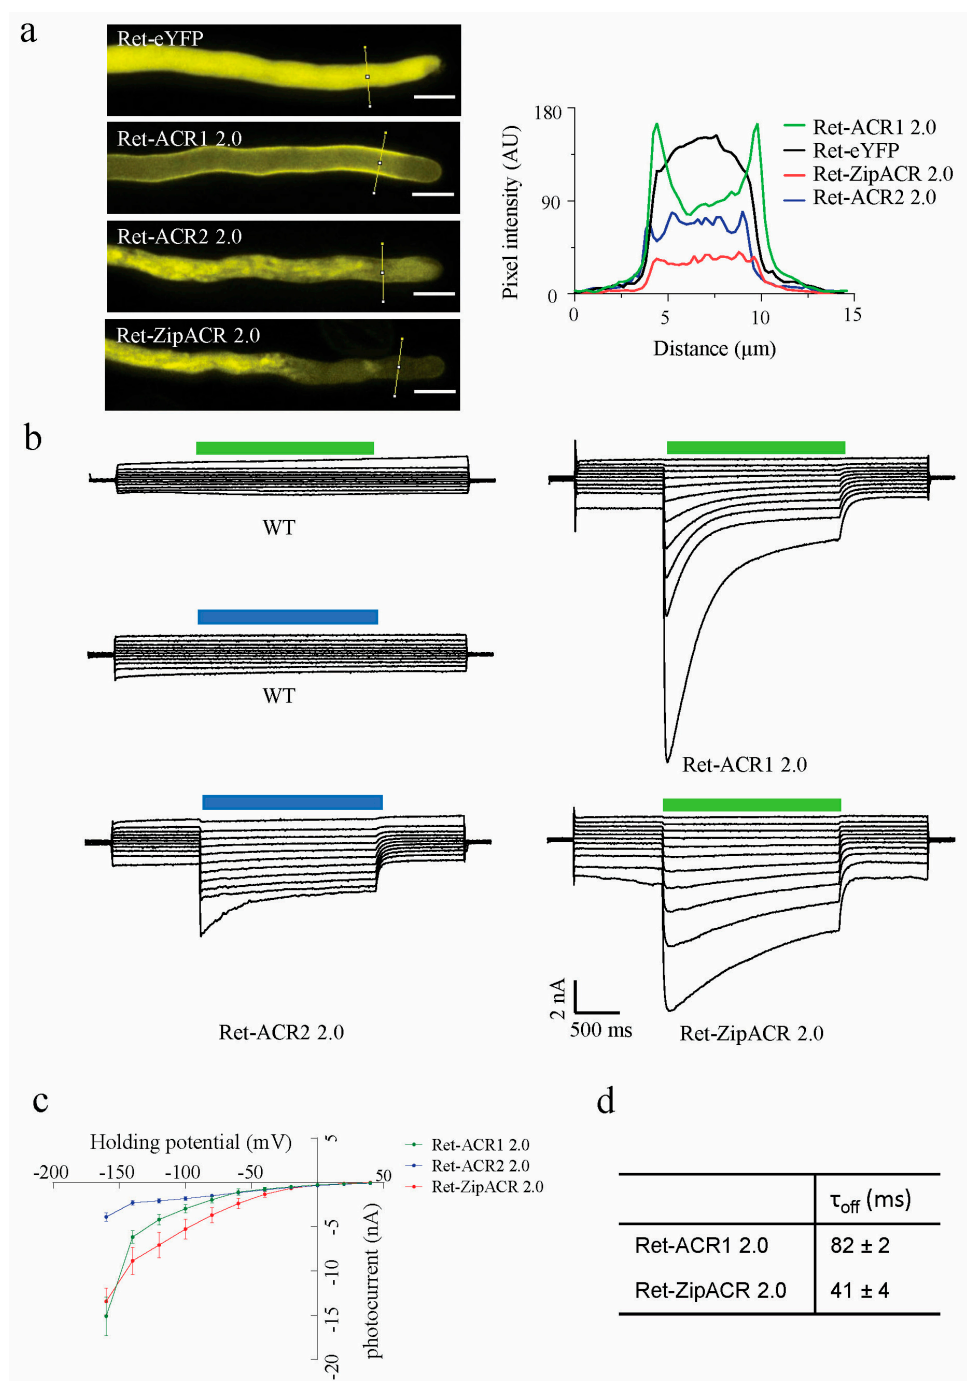 a
Ret-eYFP
Ret-ACR1 2.0
Ret-ACR2 2.0
Ret-ZipACR 2.0
Pixel intensity (AU)
180
90
0
0
5
10
15
Distance (μm)
Ret-ACR1 2.0
Ret-eYFP
Ret-ZipACR 2.0
Ret-ACR2 2.0
b
WT
WT
Ret-ACR1 2.0
Ret-ACR2 2.0
2 nA
500 ms
Ret-ZipACR 2.0
c
Holding potential (mV)
-200
-150
-100
-50
50
5
-5
-10
-15
-20
photocurrent (nA)
Ret-ACR1 2.0
Ret-ACR2 2.0
Ret-ZipACR 2.0
d
τoff (ms)
Ret-ACR1 2.0 82 ± 2
Ret-ZipACR 2.0 41 ± 4